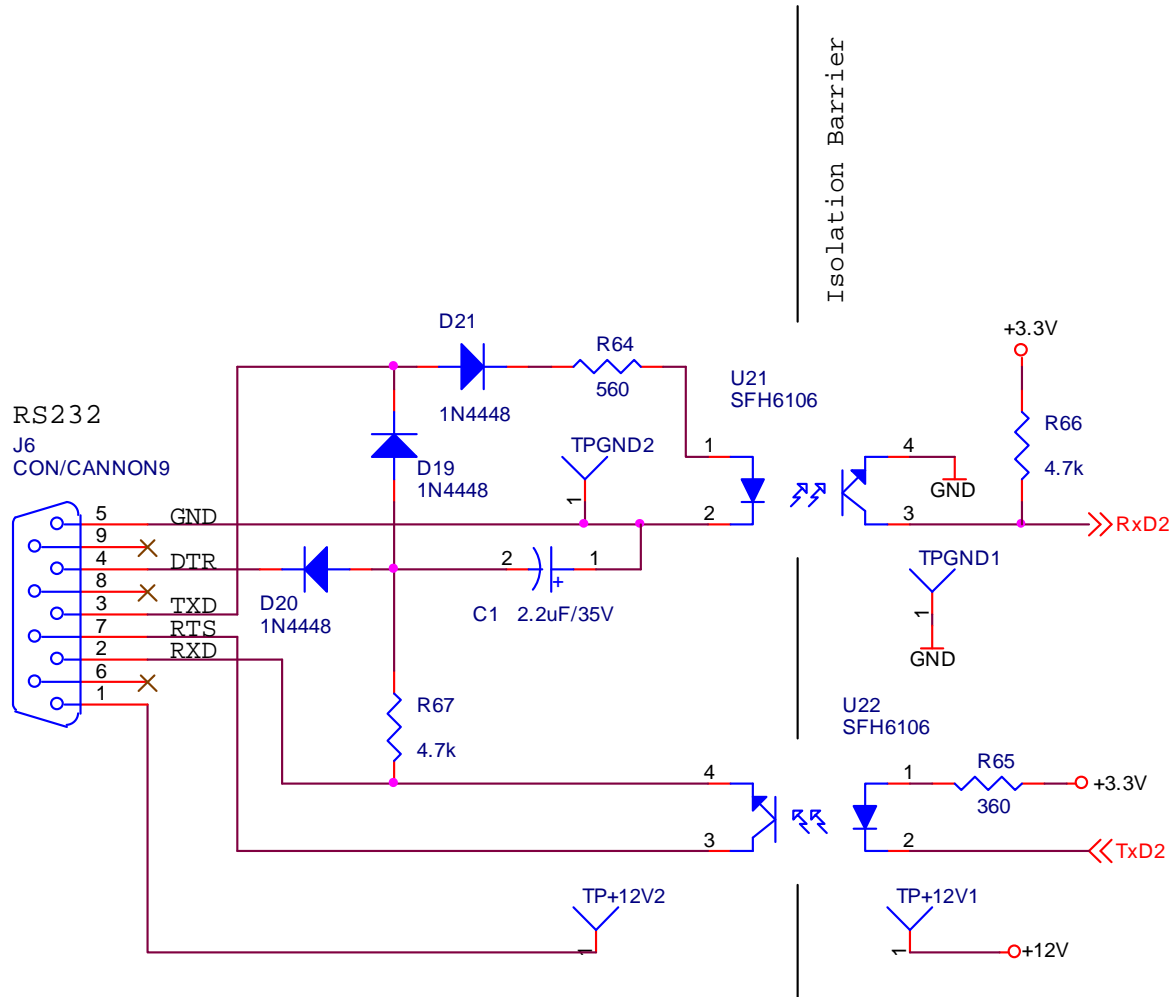 Isolation Barrier
D21
1N4448
R64
560
+3.3V
U21
SFH6106
R66
4.7k
RS232
J6
CON/CANNON9
D19
1N4448
TPGND2
1
1
2
4
3
GND
RxD2
5
9
4
8
3
7
2
6
1
GND
DTR
TXD
RTS
RXD
D20
1N4448
2
1
+
C1 2.2uF/35V
TPGND1
1
GND
R67
4.7k
U22
SFH6106
4
3
1
2
R65
360
+3.3V
TxD2
TP+12V2
1
TP+12V1
1
+12V